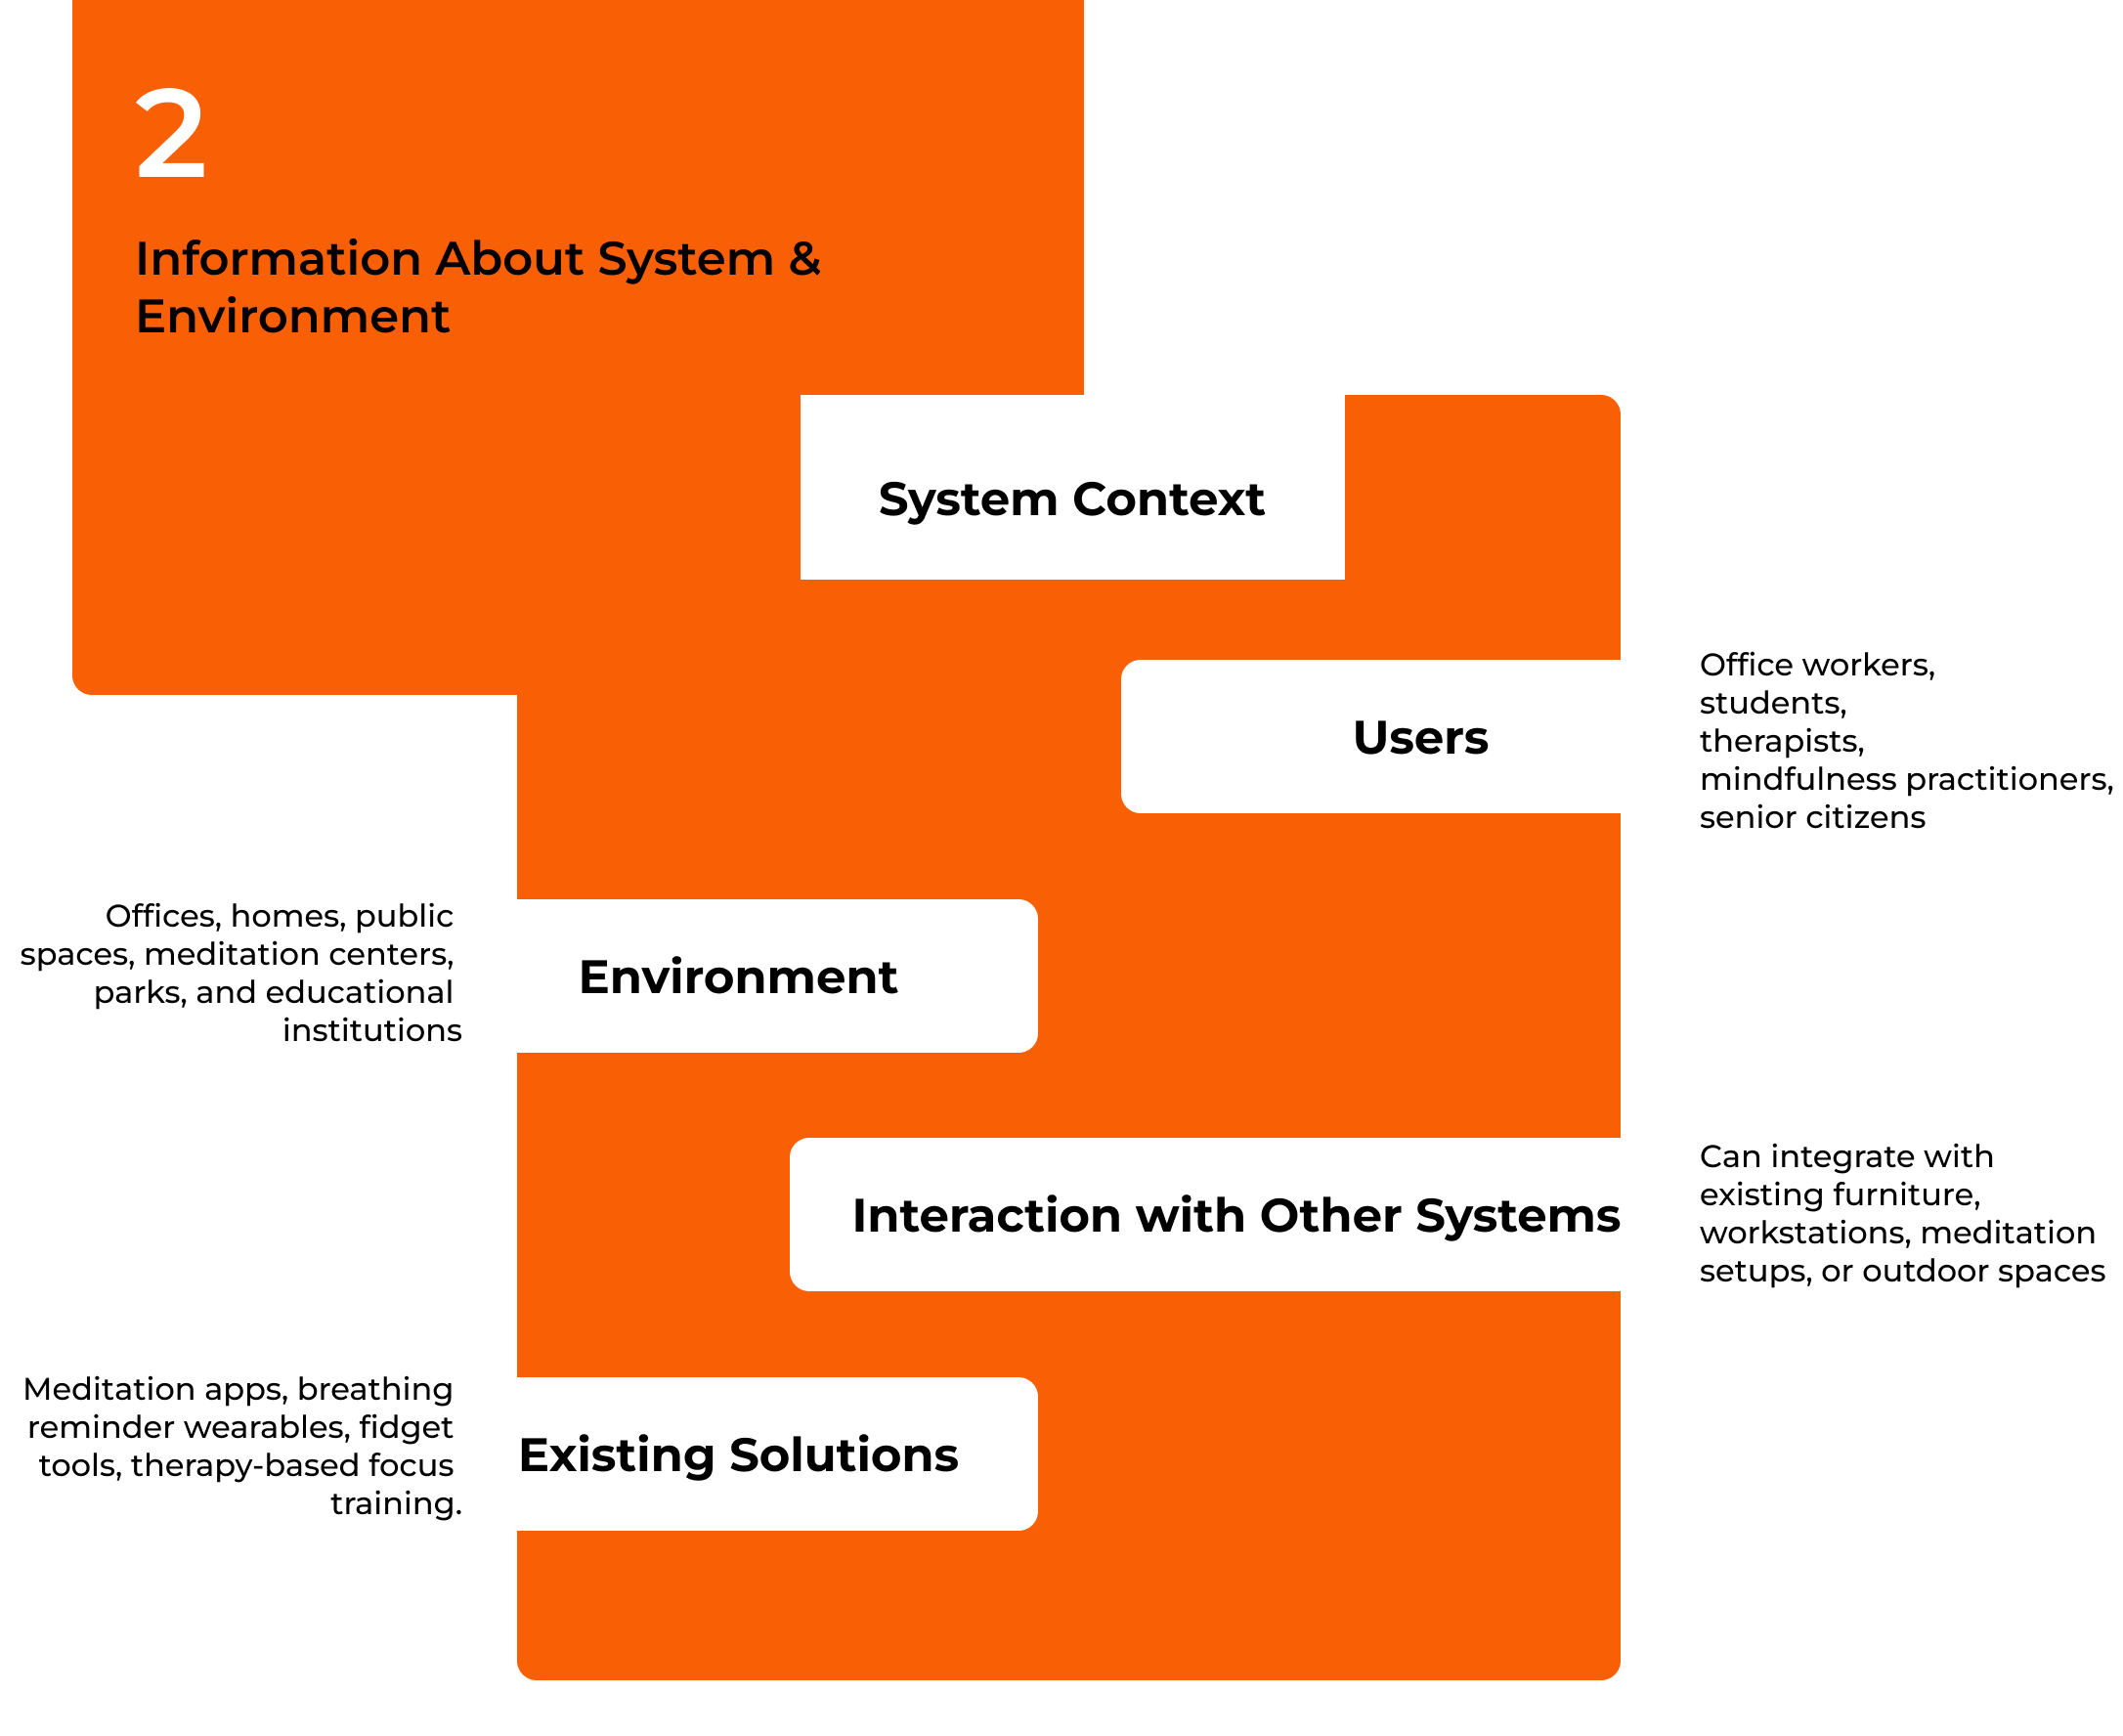 2
Information About System &
Environment
System Context
Users
Office workers,
students,
therapists,
mindfulness practitioners,
senior citizens
Offices, homes, public
spaces, meditation centers,
parks, and educational
institutions
Environment
Interaction with Other Systems
Can integrate with
existing furniture,
workstations, meditation
setups, or outdoor spaces
Meditation apps, breathing
reminder wearables, fidget
tools, therapy-based focus
training.
Existing Solutions